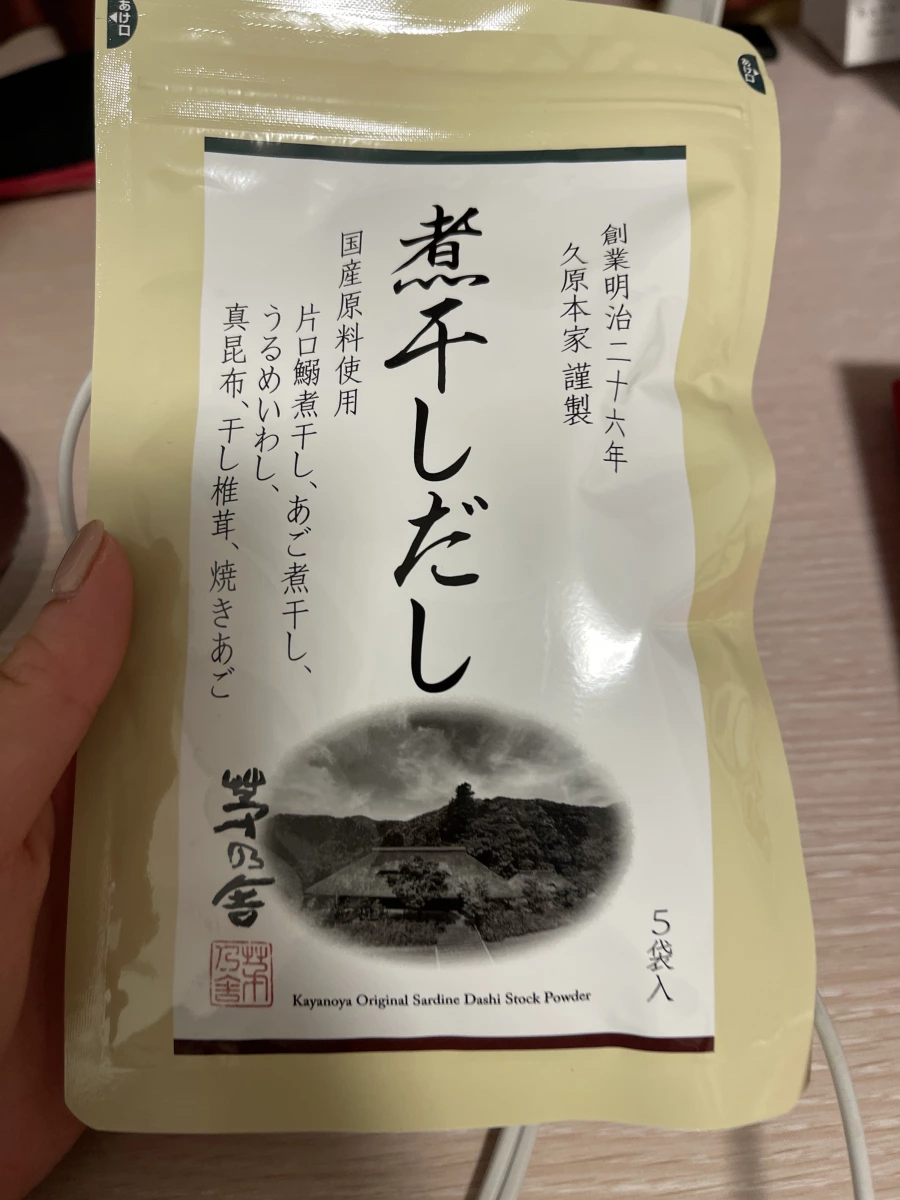 あけ口
あけ口
創業明治二十六年
久原本家 謹製
煮干しだし
国産原料使用
片口鰯煮干し、あご煮干し、
うるめいわし、
真昆布、干し椎茸、焼きあご
茅乃舎
茅乃舎
5袋入
Kayanoya Original Sardine Dashi Stock Powder